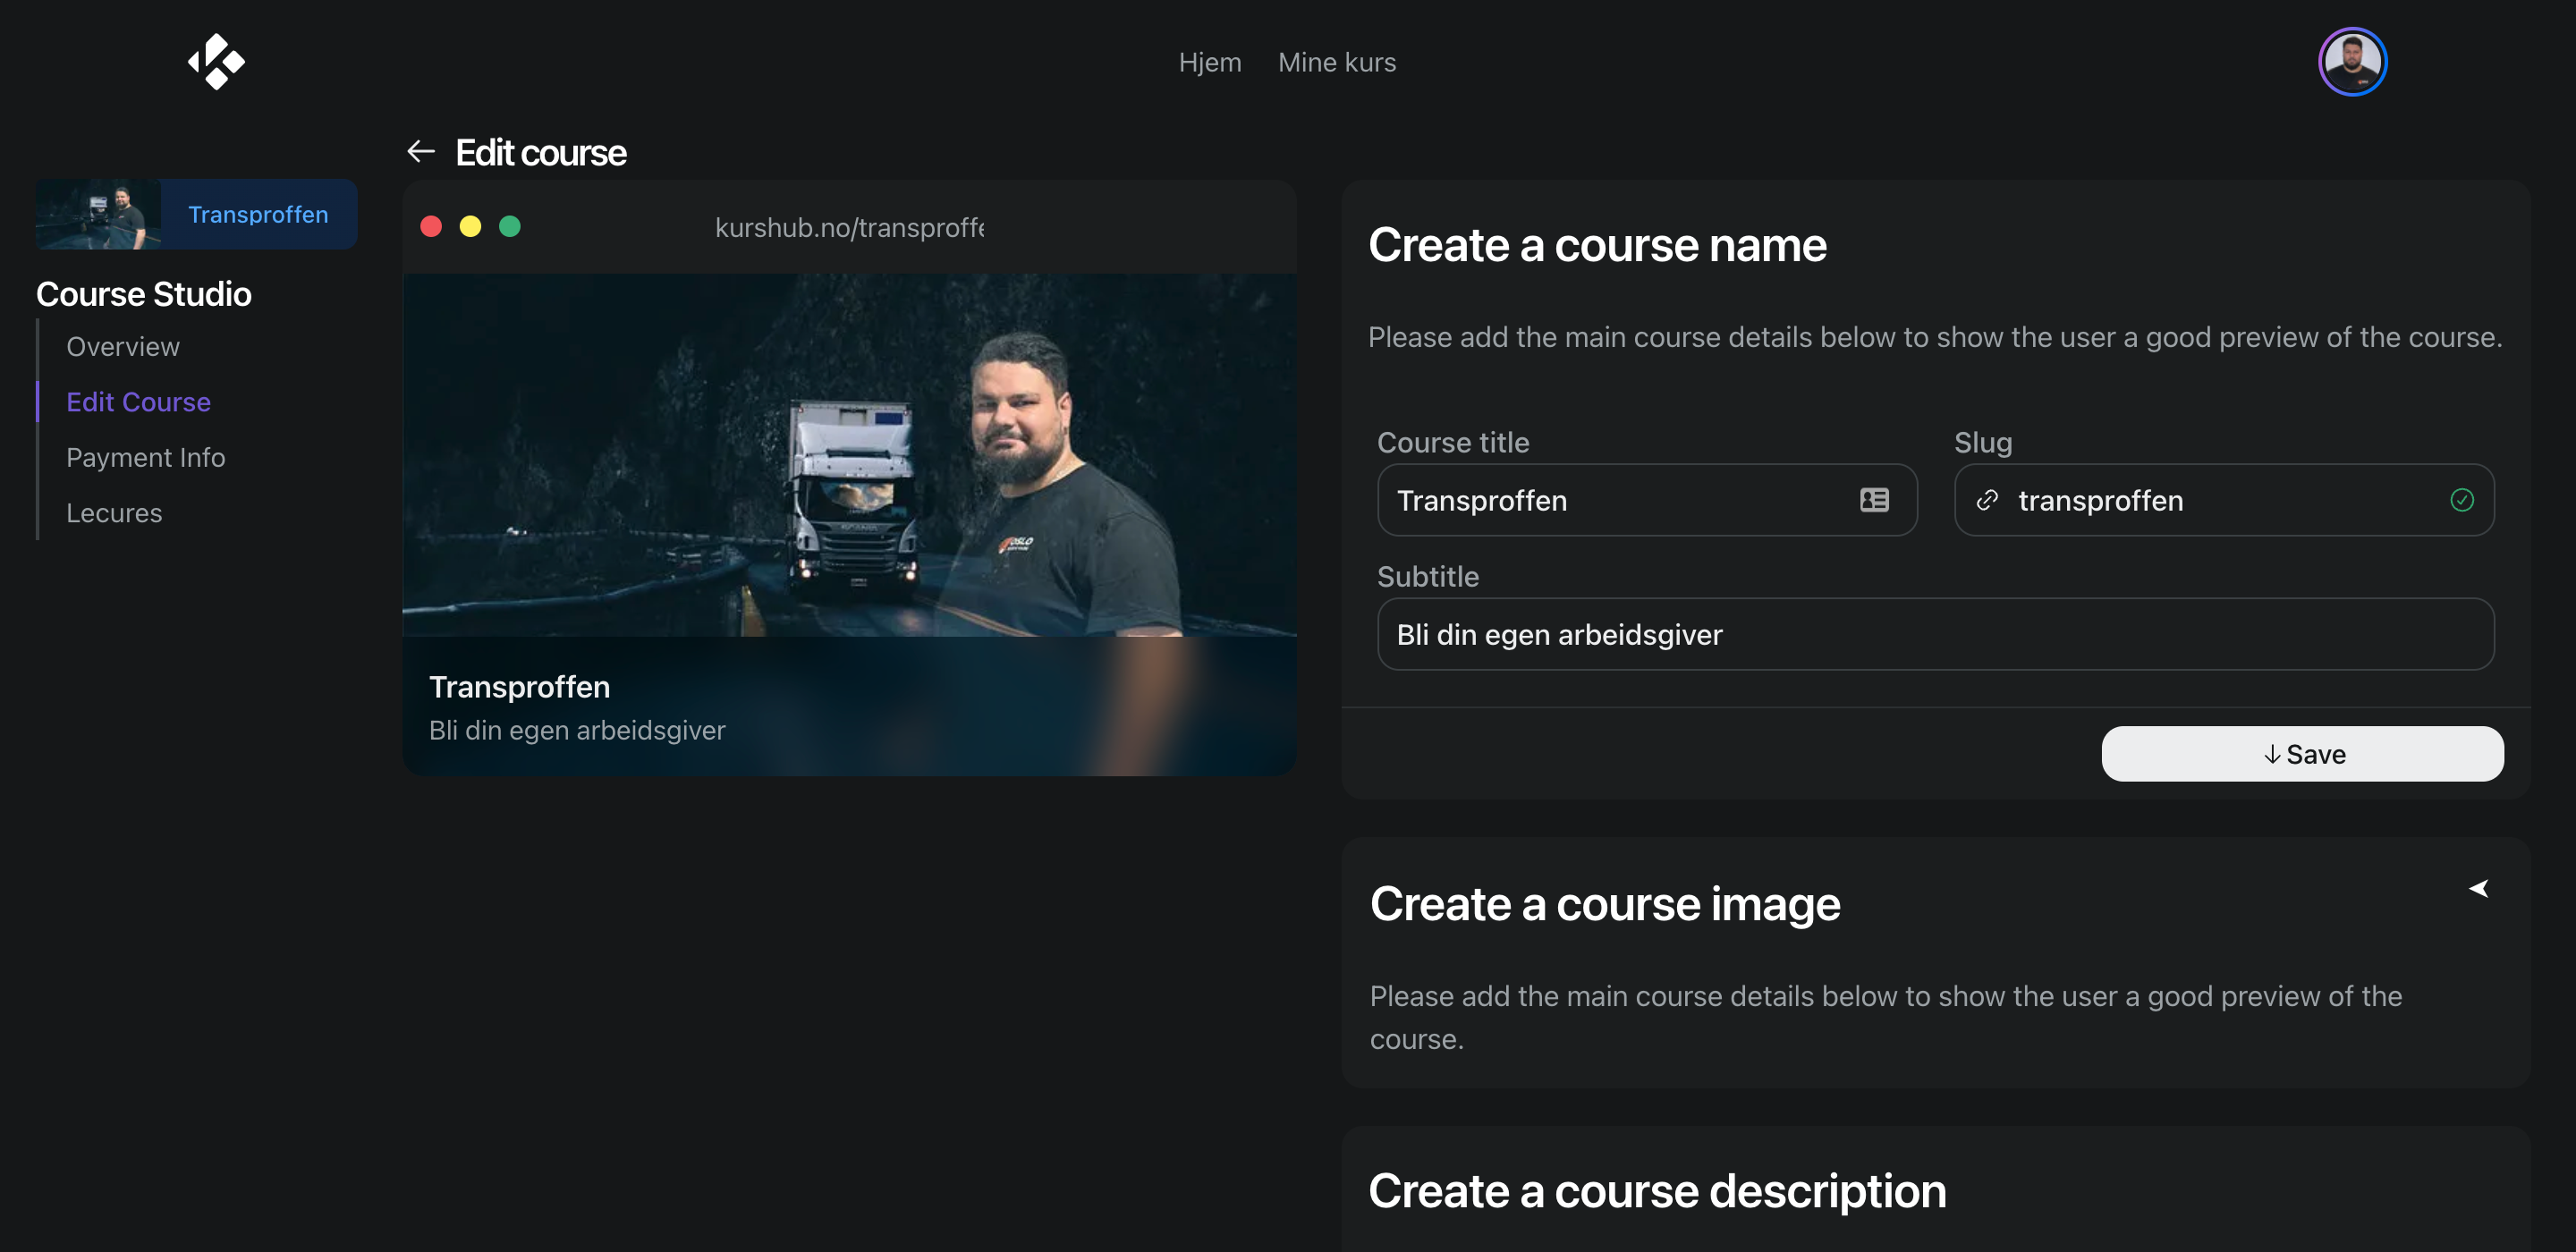 Hjem Mine kurs
Edit course
Transproffen
Course Studio
Overview
Edit Course
Payment Info
Lecures
kurshub.no/transproffe
SCANIA
OSLO
Transproffen
Bli din egen arbeidsgiver
Create a course name
Please add the main course details below to show the user a good preview of the course.
Course title
Transproffen
Slug
transproffen
Subtitle
Bli din egen arbeidsgiver
Save
Create a course image
Please add the main course details below to show the user a good preview of the
course.
Create a course description